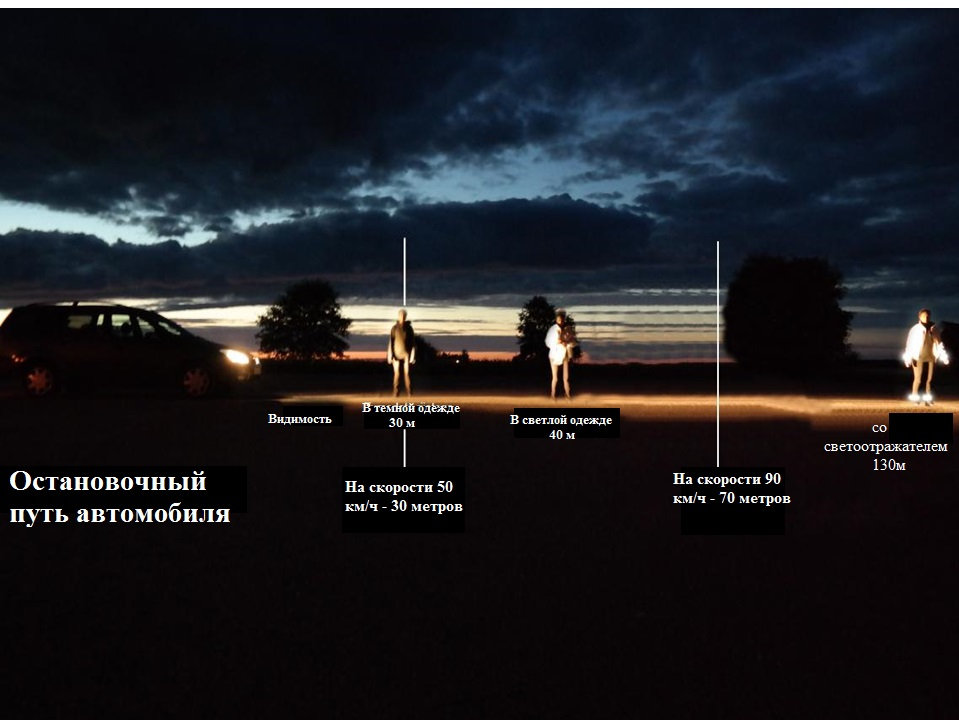 Видимость
В темной одежде
30 м
В светлой одежде
40 м
со
светоотражателем
130м
Остановочный
путь автомобиля
На скорости 50
км/ч - 30 метров
На скорости 90
км/ч - 70 метров